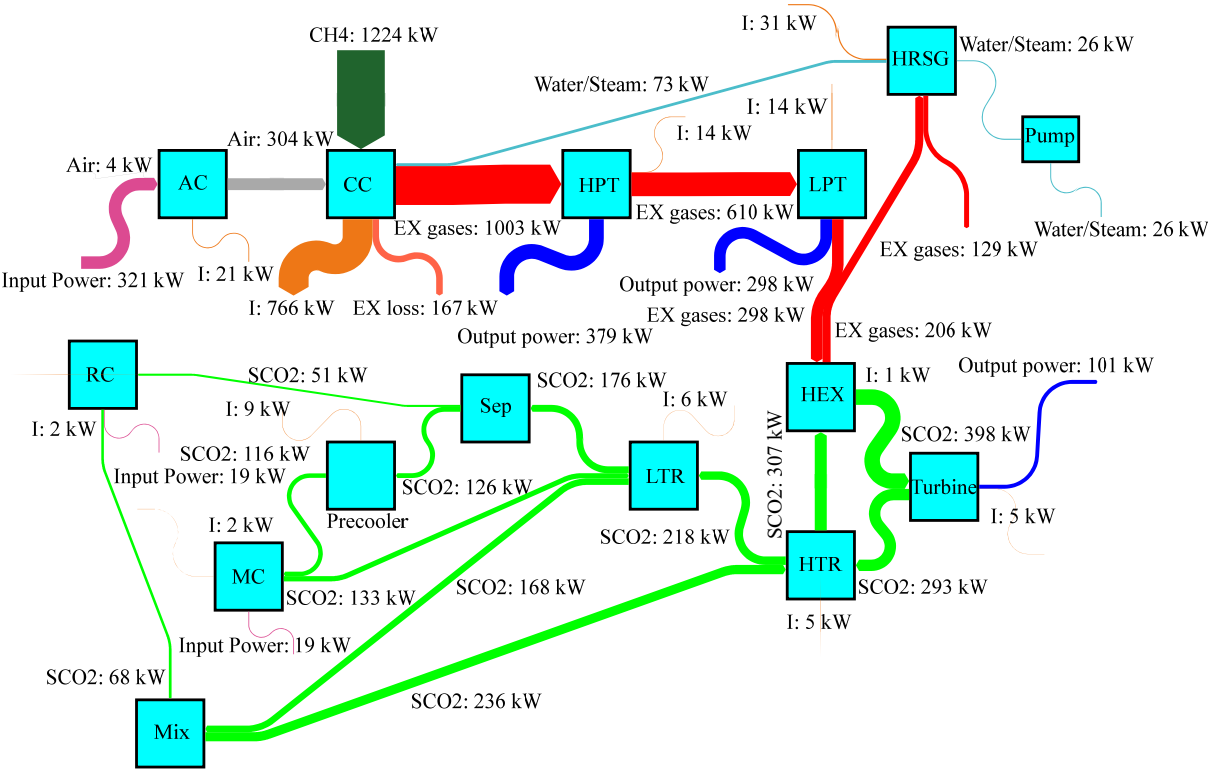 I: 31 kW
CH4: 1224 kW
Water/Steam: 26 kW
HRSG
Water/Steam: 73 kW
I: 14 kW
I: 14 kW
Air: 304 kW
Pump
Air: 4 kW
AC
CC
HPT
LPT
EX gases: 610 kW
EX gases: 1003 kW
Water/Steam: 26 kW
EX gases: 129 kW
Input Power: 321 kW
I: 21 kW
Output power: 298 kW
I: 766 kW
EX loss: 167 kW
EX gases: 298 kW
EX gases: 206 kW
Output power: 379 kW
Output power: 101 kW
RC
SCO2: 51 kW
SCO2: 176 kW
I: 1 kW
HEX
I: 9 kW
Sep
I: 6 kW
I: 2 kW
SCO2: 398 kW
SCO2: 116 kW
SCO2: 307 kW
Input Power: 19 kW
LTR
SCO2: 126 kW
Turbine
Precooler
I: 2 kW
I: 5 kW
SCO2: 218 kW
MC
HTR
SCO2: 133 kW
SCO2: 168 kW
SCO2: 293 kW
I: 5 kW
Input Power: 19 kW
SCO2: 68 kW
SCO2: 236 kW
Mix